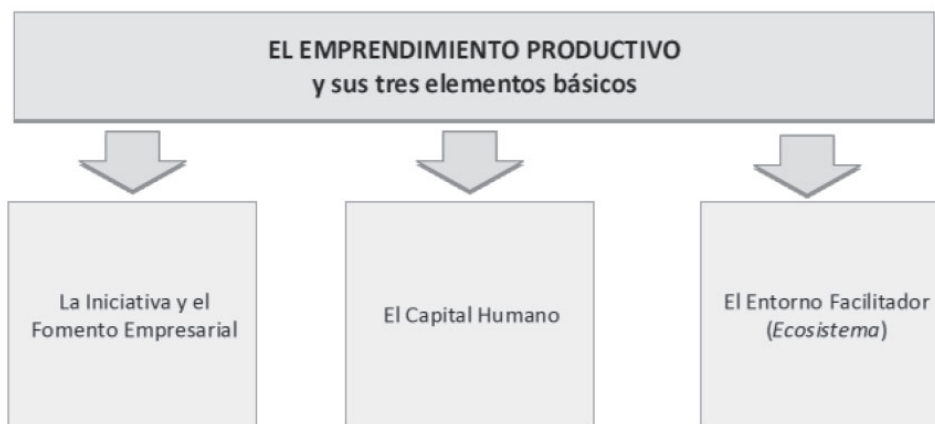 EL EMPRENDIMIENTO PRODUCTIVO
y sus tres elementos básicos
La Iniciativa y el
Fomento Empresarial
El Capital Humano
El Entorno Facilitador
(Ecosistema)